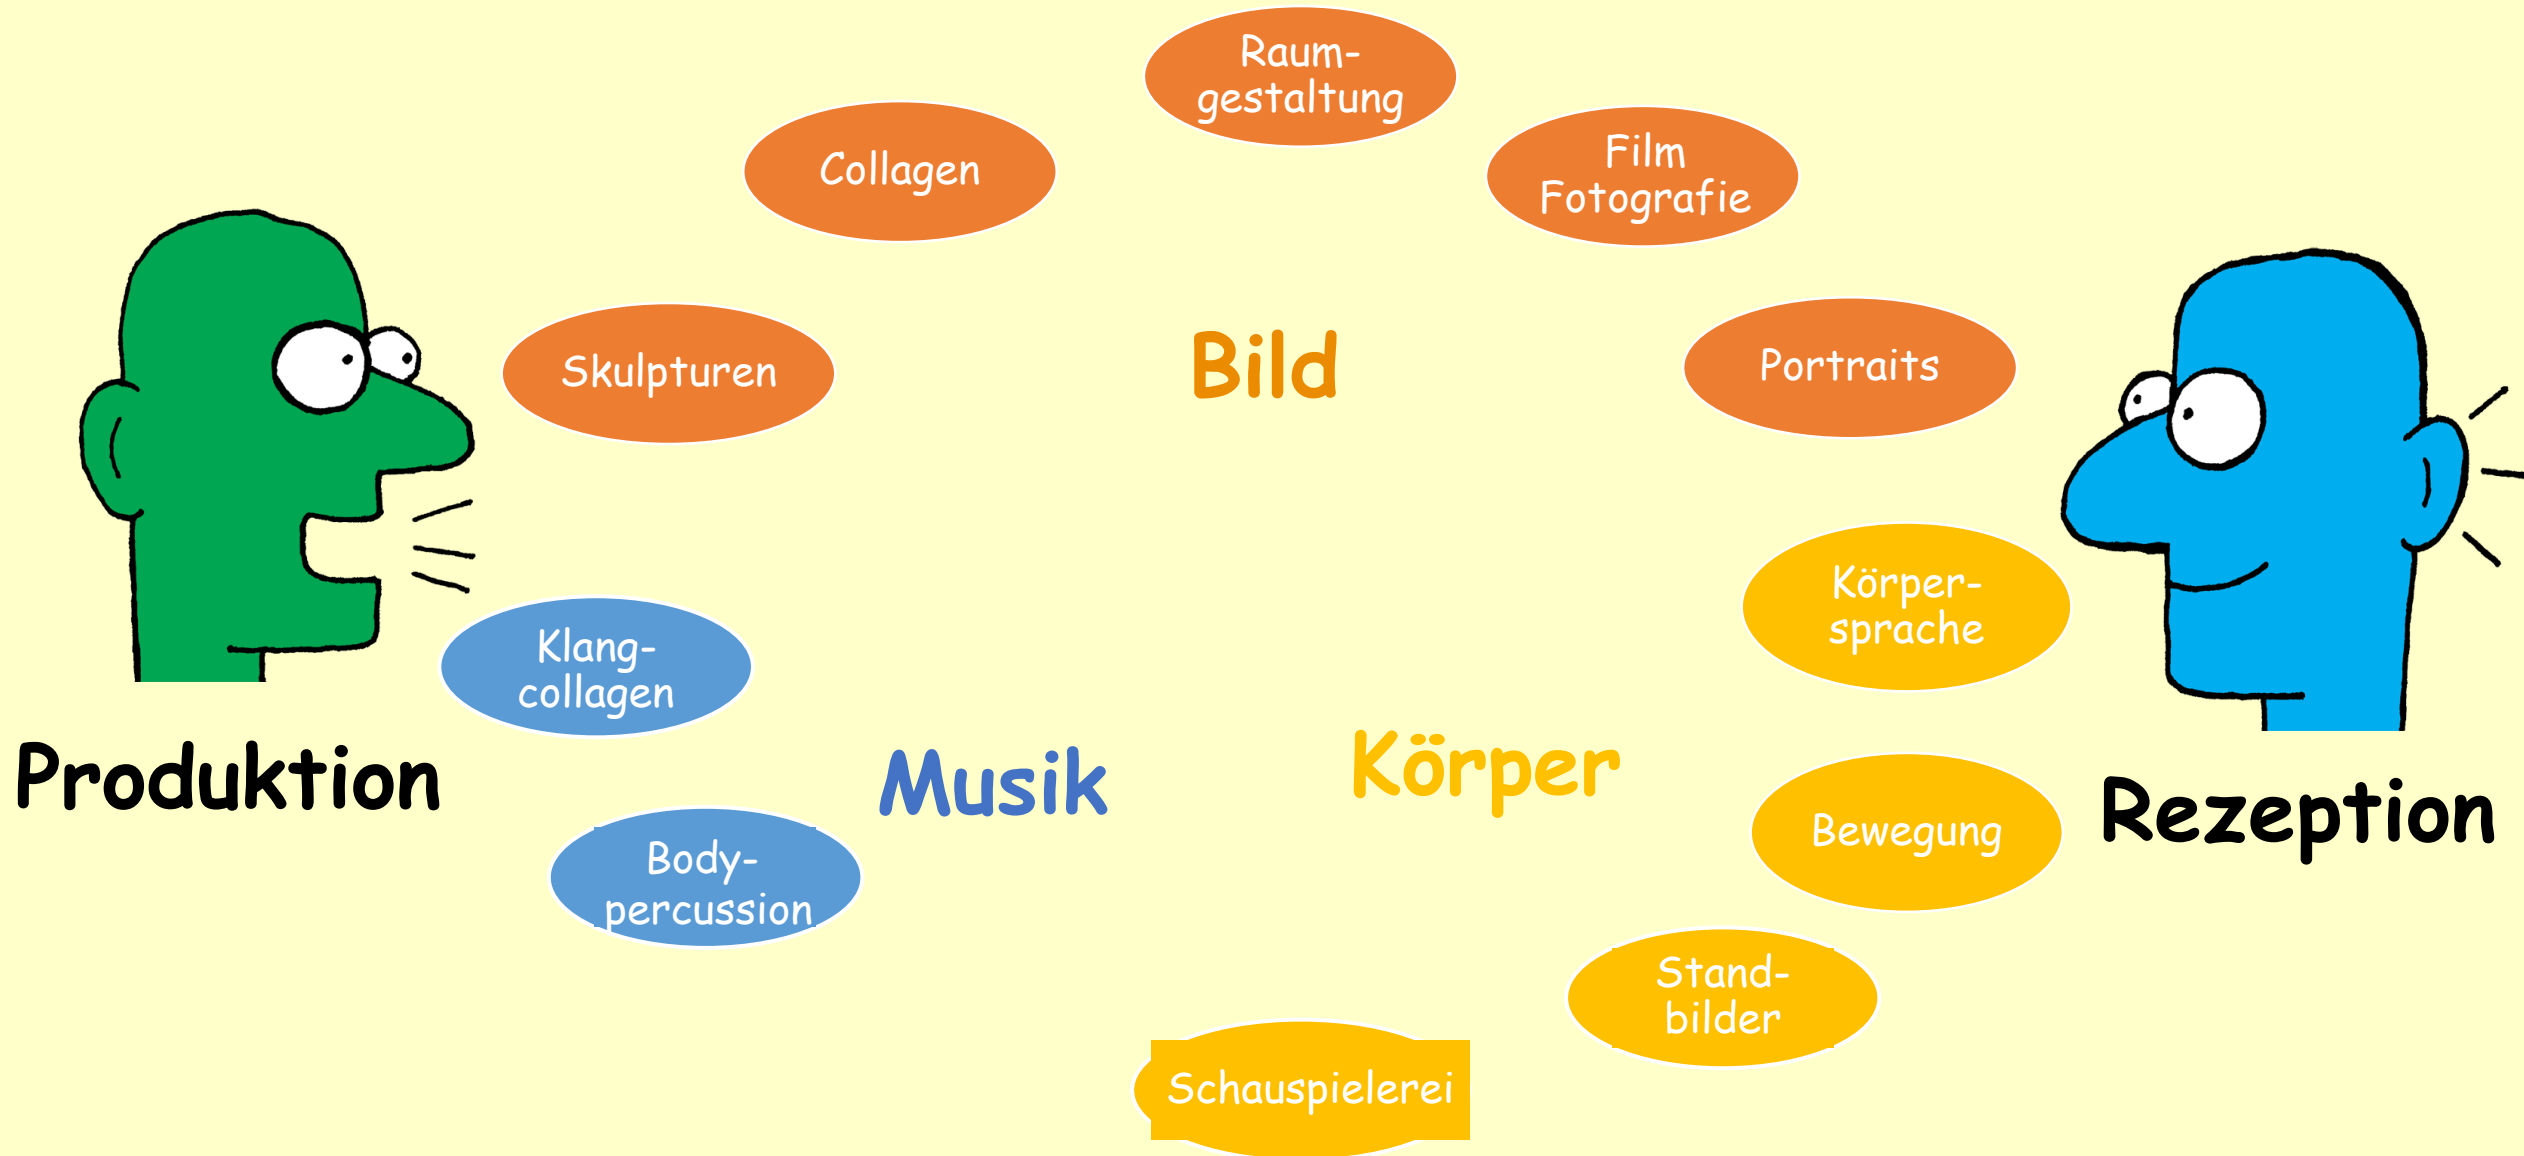 Raum-
gestaltung
Collagen
Film
Fotografie
Skulpturen
Bild
Portraits
Körper-
sprache
Klang-
collagen
Produktion
Musik
Körper
Rezeption
Bewegung
Body-
percussion
Stand-
bilder
Schauspielerei